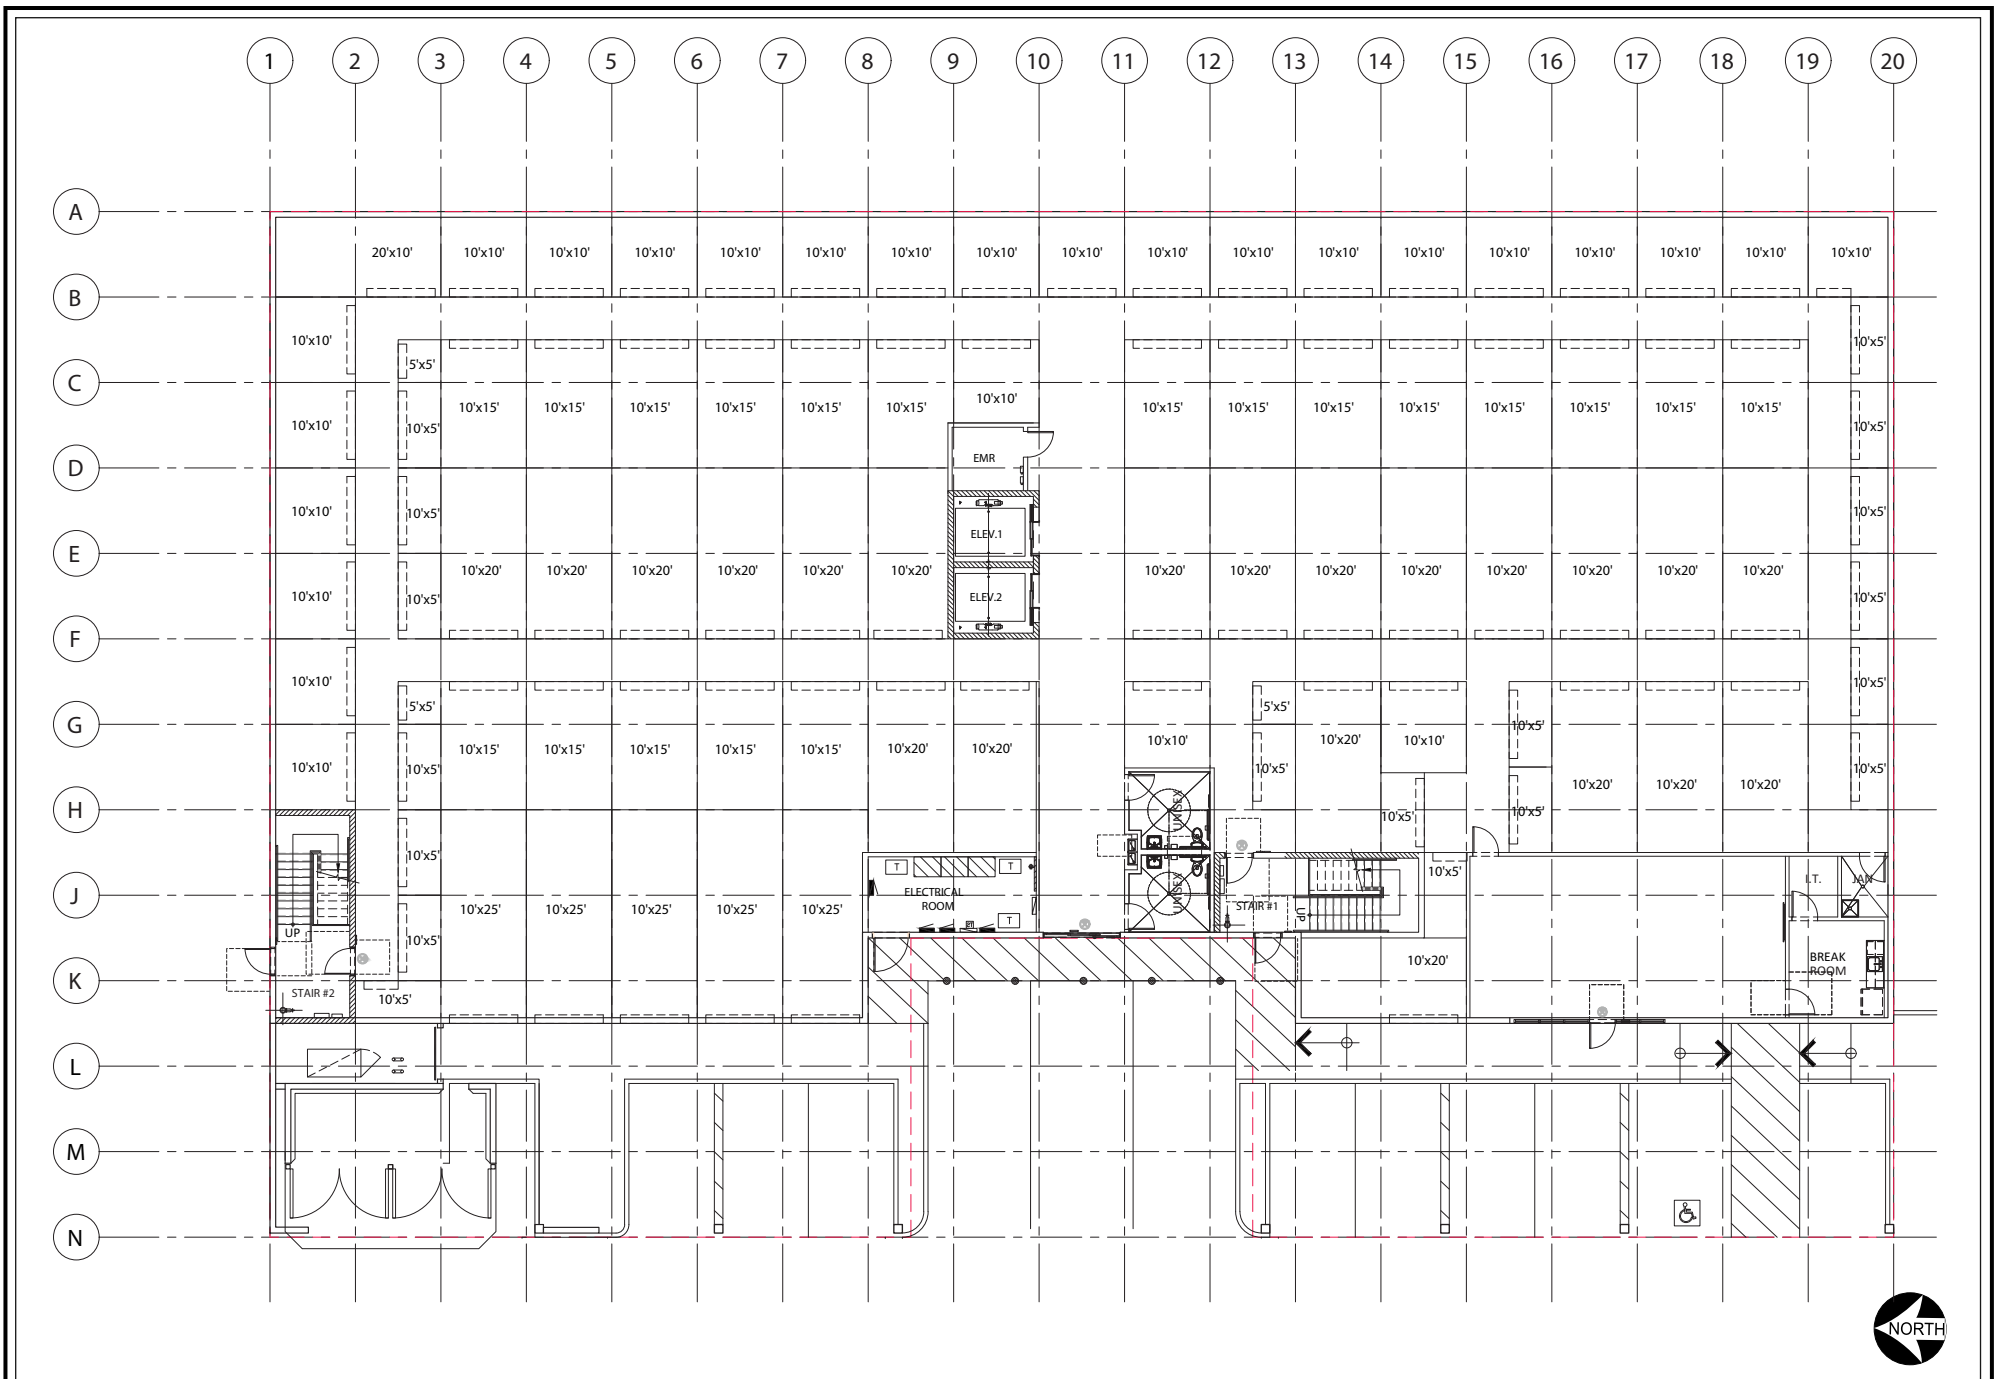 1 2 3 4 5 6 7 8 9 10 11 12 13 14 15 16 17 18 19 20
A
20'x10' 10'x10' 10'x10' 10'x10' 10'x10' 10'x10' 10'x10' 10'x10' 10'x10' 10'x10' 10'x10' 10'x10' 10'x10' 10'x10' 10'x10' 10'x10' 10'x10' 10'x10'
B
10'x10' 10'x5'
5'x5'
C
10'x15' 10'x15' 10'x15' 10'x15' 10'x15' 10'x15' 10'x10' 10'x15' 10'x15' 10'x15' 10'x15' 10'x15' 10'x15' 10'x15' 10'x15'
10'x10' 10'x5' 10'x5'
EMR
D
10'x10' 10'x5' 10'x5'
ELEV.1
E
10'x20' 10'x20' 10'x20' 10'x20' 10'x20' 10'x20' 10'x20' 10'x20' 10'x20' 10'x20' 10'x20' 10'x20' 10'x20' 10'x20'
10'x10' 10'x5' ELEV.2 10'x5'
F
10'x10' 10'x5'
5'x5' 5'x5'
G
10'x5'
10'x15' 10'x15' 10'x15' 10'x15' 10'x15' 10'x20' 10'x20' 10'x10' 10'x20' 10'x10'
10'x10' 10'x5' 10'x5' 10'x5'
10'x20' 10'x20' 10'x20'
H
UNISEX 10'x5' 10'x5'
10'x5'
T T 10'x5'
I.T. JAN
J
ELECTRICAL
ROOM
UNISEX STAIR #1 UP
10'x25' 10'x25' 10'x25' 10'x25' 10'x25' T
UP
10'x5'
10'x20' BREAK
ROOM
K
STAIR #2 10'x5'
L
M
N
NORTH